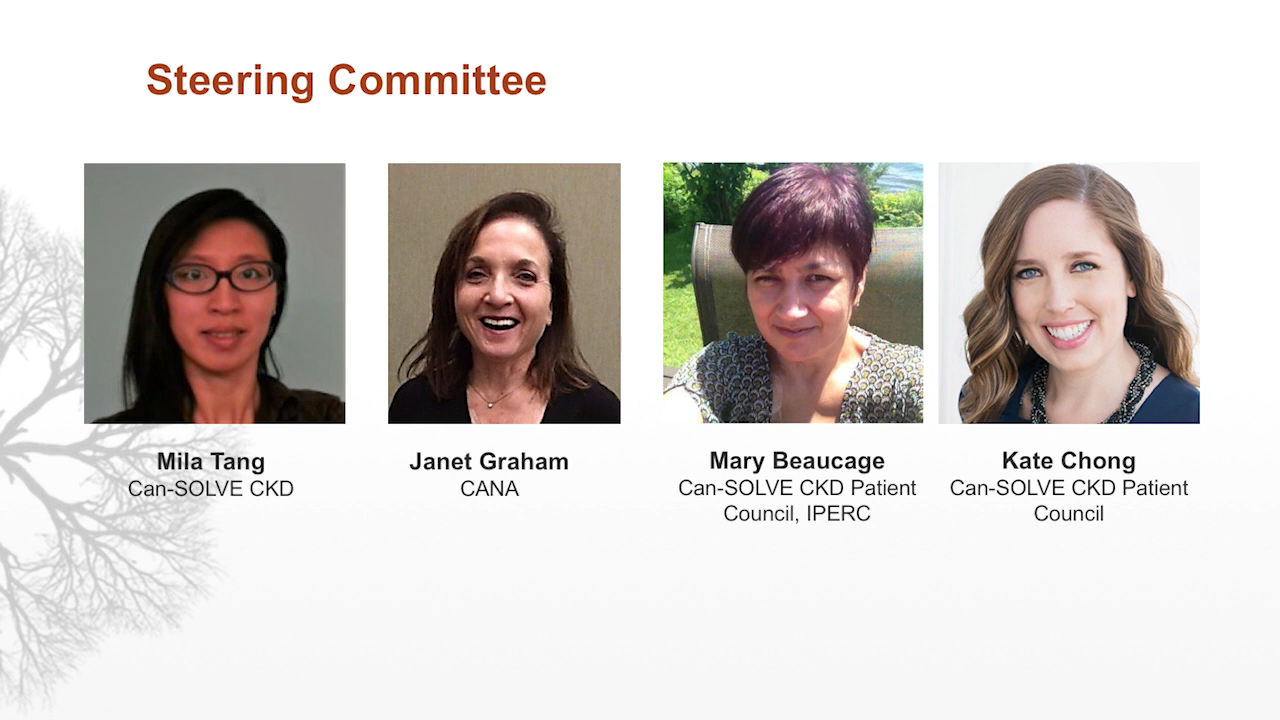 Steering Committee
Mila Tang
Can-SOLVE CKD
Janet Graham
CANA
Mary Beaucage
Can-SOLVE CKD Patient
Council, IPERC
Kate Chong
Can-SOLVE CKD Patient
Council